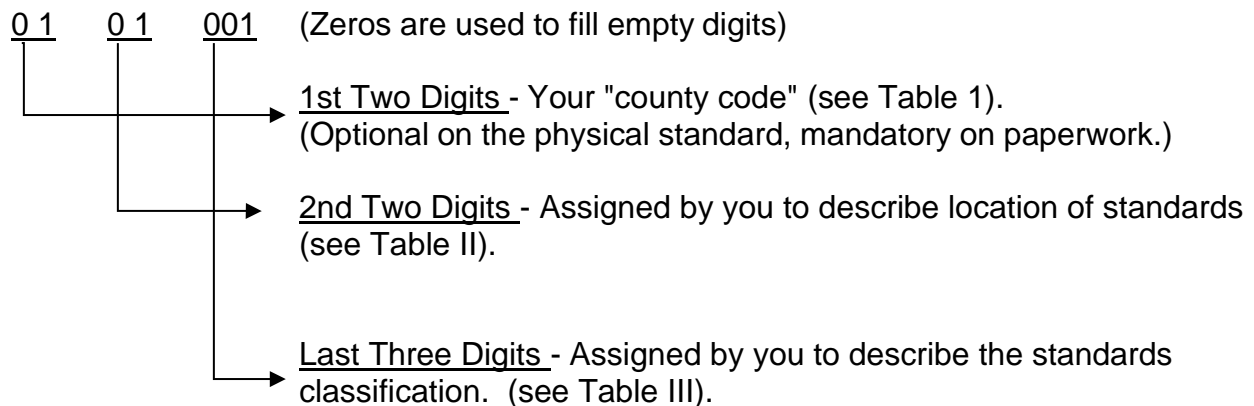 0 1 0 1 001 (Zeros are used to fill empty digits)
1st Two Digits - Your "county code" (see Table 1).
(Optional on the physical standard, mandatory on paperwork.)
2nd Two Digits - Assigned by you to describe location of standards
(see Table II).
Last Three Digits - Assigned by you to describe the standards
classification. (see Table III).